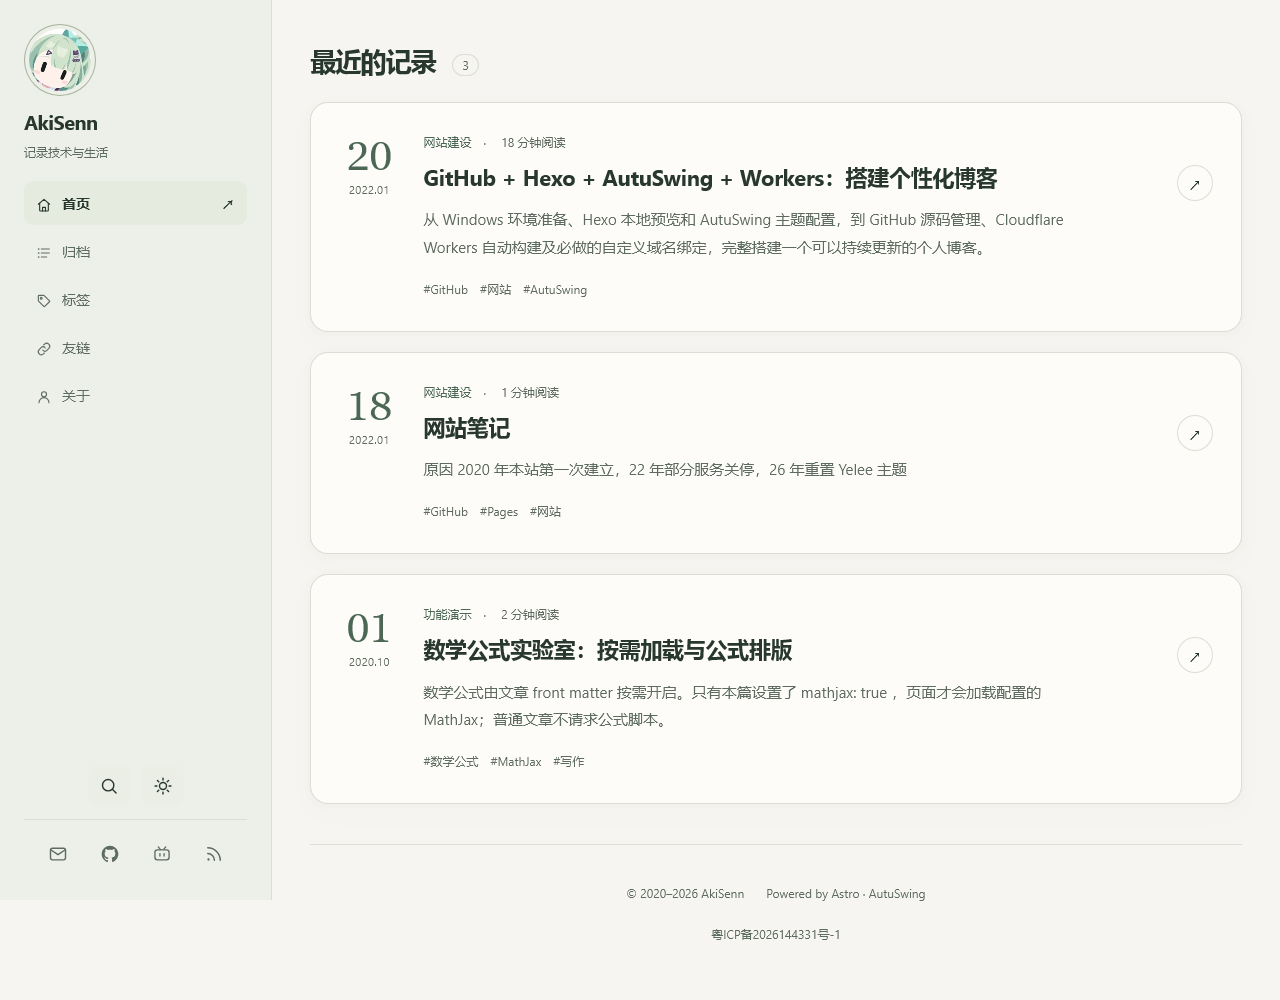 AkiSenn
记录技术与生活
首页
归档
标签
友链
关于
最近的记录 3
20
2022.01
网站建设 · 18 分钟阅读
GitHub + Hexo + AutuSwing + Workers：搭建个性化博客
从 Windows 环境准备、Hexo 本地预览和 AutuSwing 主题配置，到 GitHub 源码管理、Cloudflare
Workers 自动构建及必做的自定义域名绑定，完整搭建一个可以持续更新的个人博客。
#GitHub #网站 #AutuSwing
18
2022.01
网站建设 · 1 分钟阅读
网站笔记
原因 2020 年本站第一次建立，22 年部分服务关停，26 年重置 Yelee 主题
#GitHub #Pages #网站
01
2020.10
功能演示 · 2 分钟阅读
数学公式实验室：按需加载与公式排版
数学公式由文章 front matter 按需开启。只有本篇设置了 mathjax: true ，页面才会加载配置的
MathJax；普通文章不请求公式脚本。
#数学公式 #MathJax #写作
© 2020–2026 AkiSenn Powered by Astro · AutuSwing
粤ICP备2026144331号-1